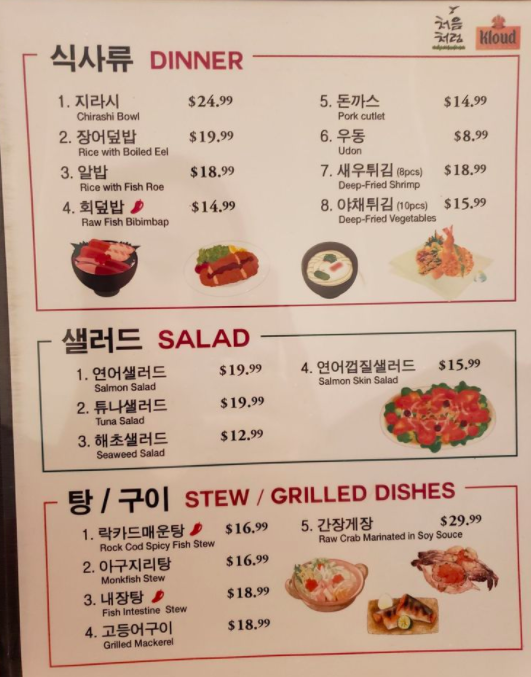 처음
처럼
Kloud
식사류 DINNER
1. 지라시 $24.99
Chirashi Bowl
2. 장어덮밥 $19.99
Rice with Boiled Eel
3. 알밥 $18.99
Rice with Fish Roe
4. 회덮밥 $14.99
Raw Fish Bibimbap
5. 돈까스 $14.99
Pork cutlet
6. 우동 $8.99
Udon
7. 새우튀김 (8pcs) $18.99
Deep-Fried Shrimp
8. 야채튀김 (10pcs) $15.99
Deep-Fried Vegetables
샐러드 SALAD
1. 연어샐러드 $19.99
Salmon Salad
2. 튜나샐러드 $19.99
Tuna Salad
3. 해초샐러드 $12.99
Seaweed Salad
4. 연어껍질샐러드 $15.99
Salmon Skin Salad
탕 / 구이 STEW / GRILLED DISHES
1. 락카드매운탕 $16.99
Rock Cod Spicy Fish Stew
2. 아구지리탕 $16.99
Monkfish Stew
3. 내장탕 $18.99
Fish Intestine Stew
4. 고등어구이 $18.99
Grilled Mackerel
5. 간장게장 $29.99
Raw Crab Marinated in Soy Sauce